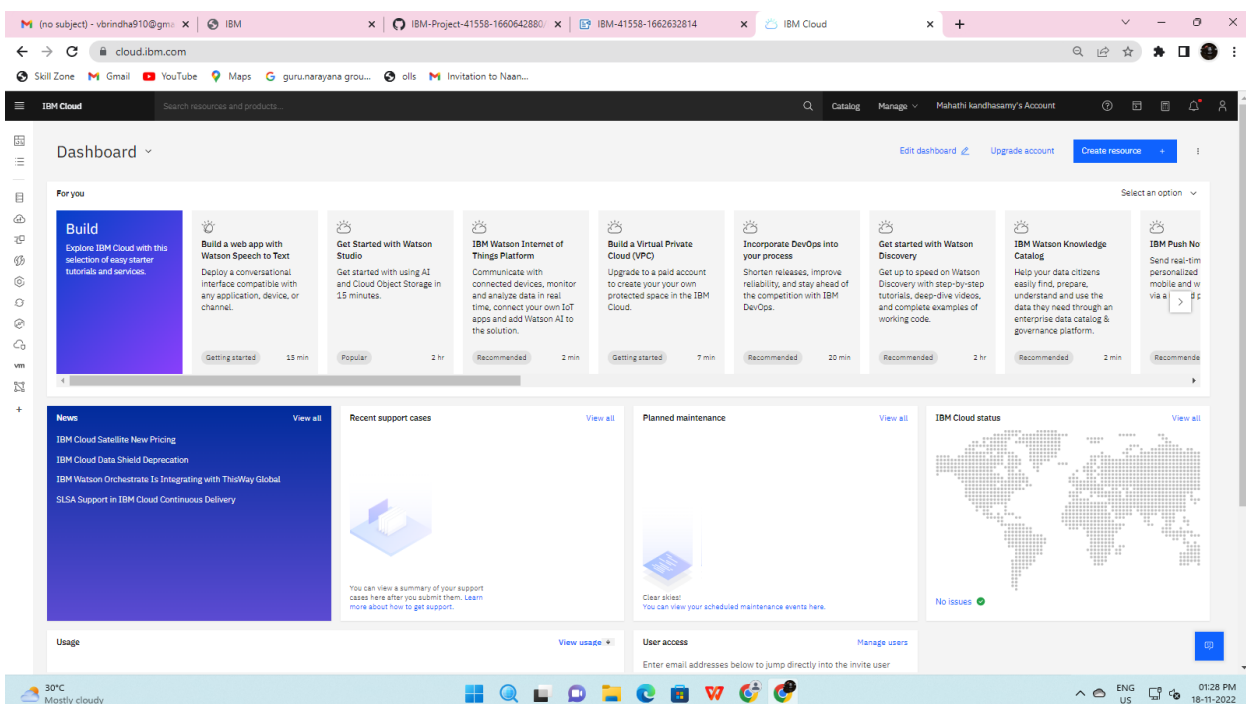 (no subject) - vbrindha910@gma
IBM
IBM-Project-41558-1660642880/
IBM-41558-1662632814
IBM Cloud
cloud.ibm.com
Skill Zone
Gmail
YouTube
Maps
guru.narayana grou...
olls
Invitation to Naan...
IBM Cloud
Search resources and products...
Catalog
Manage
Mahathi kandhasamy's Account
Dashboard
Edit dashboard
Upgrade account
Create resource +
For you
Select an option
Build
Explore IBM Cloud with this
selection of easy starter
tutorials and services.
Build a web app with
Watson Speech to Text
Deploy a conversational
interface compatible with
any application, device, or
channel.
Getting started 13 min
Get Started with Watson
Studio
Get started with using AI
and Cloud Object Storage in
15 minutes.
Popular 2 hr
IBM Watson Internet of
Things Platform
Communicate with
connected devices, monitor
and analyze data in real
time, connect your own IoT
apps and add Watson AI to
the solution.
Recommended 2 min
Build a Virtual Private
Cloud (VPC)
Upgrade to a paid account
to create your your own
protected space in the IBM
Cloud.
Getting started 7 min
Incorporate DevOps into
your process
Shorten releases, improve
reliability, and stay ahead of
the competition with IBM
DevOps.
Recommended 20 min
Get started with Watson
Discovery
Get up to speed on Watson
Discovery with step-by-step
tutorials, deep-dive videos,
and complete examples of
working code.
Recommended 2 hr
IBM Watson Knowledge
Catalog
Help your data citizens
easily find, prepare,
understand and use the
data they need through an
enterprise data catalog &
governance platform.
Recommended 2 min
IBM Push No
Send real-tim
personalized
mobile and w
via a
Recommende
vm
News View all
IBM Cloud Satellite New Pricing
IBM Cloud Data Shield Deprecation
IBM Watson Orchestrate Is Integrating with ThisWay Global
SLSA Support in IBM Cloud Continuous Delivery
Recent support cases View all
You can view a summary of your support
cases here after you submit them. Learn
more about how to get support.
Planned maintenance View all
Clear skies!
You can view your scheduled maintenance events here.
IBM Cloud status View all
No issues
Usage View usage
User access Manage users
Enter email addresses below to jump directly into the invite user
30°C
Mostly cloudy
ENG
US
01:28 PM
18-11-2022